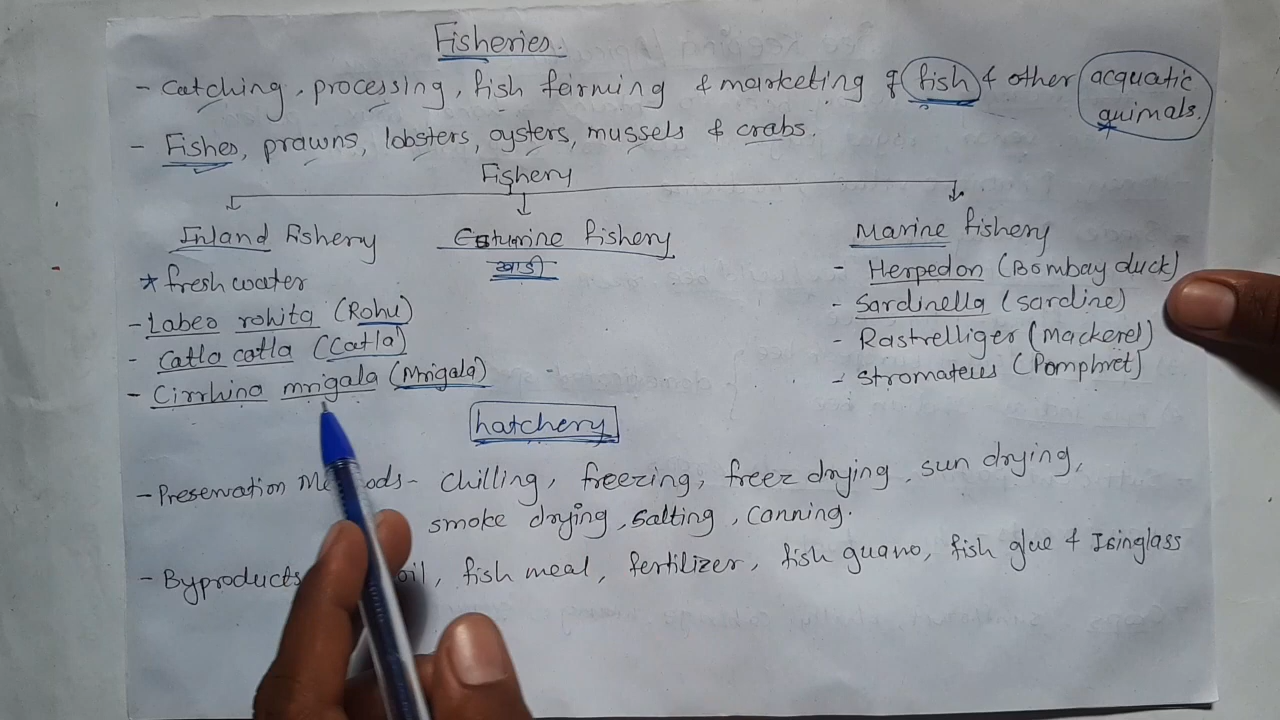 Fisheries.
- Catching, processing, fish farming & marketing of fish & other acquatic animals.
- Fishes, prawns, lobsters, oysters, mussels & crabs.
Fishery
Inland Fishery
* fresh water
- Labeo rohita (Rohu)
- Catla catla (Catla)
- Cirrhina mrigala (Mrigala)
Esturine fishery
खाडी
Marine fishery
- Herpedon (Bombay duck)
- Sardinella (Sardine)
- Rastrelliger (Mackerel)
- Stromateus (Pomphret)
hatchery
- Preservation - chilling, freezing, freez drying, sun drying,
smoke drying, salting, canning.
- Byproducts oil, fish meal, fertilizer, fish guano, fish glue & Isinglass